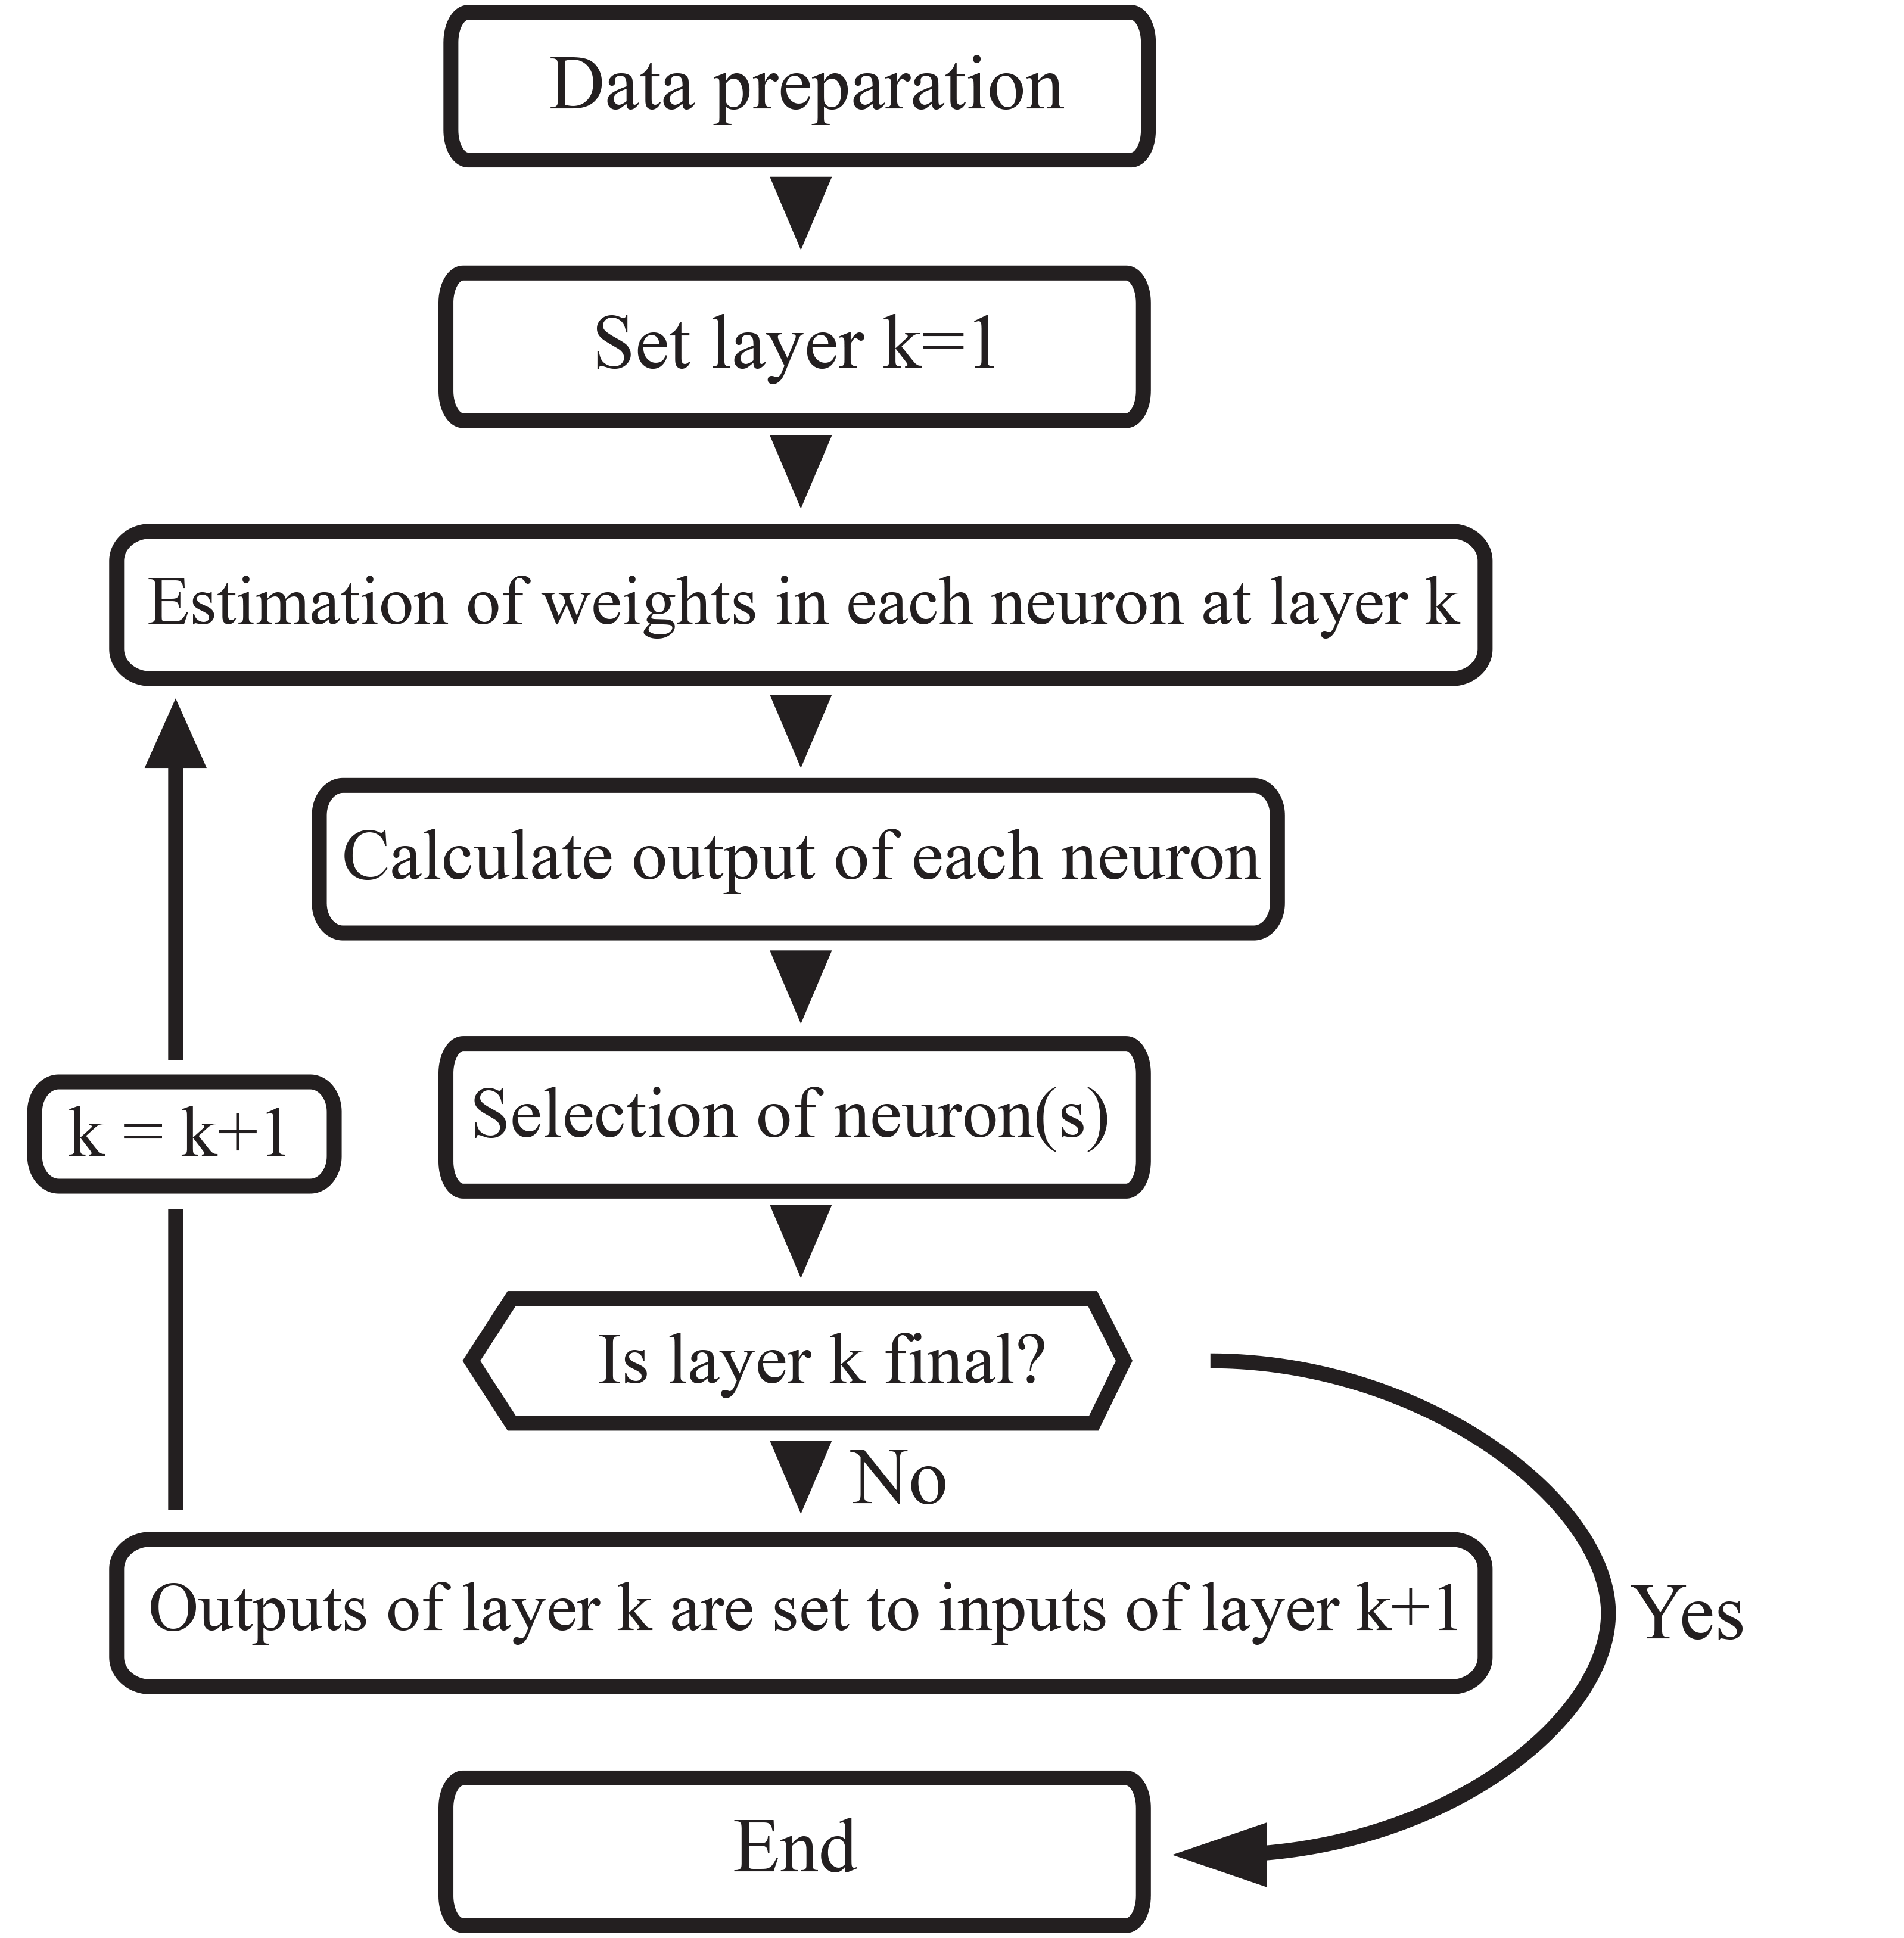 Data preparation
Set layer k=1
Estimation of weights in each neuron at layer k
Calculate output of each neuron
Selection of neuron(s)
k = k+1
Is layer k final?
No
Outputs of layer k are set to inputs of layer k+1
Yes
End